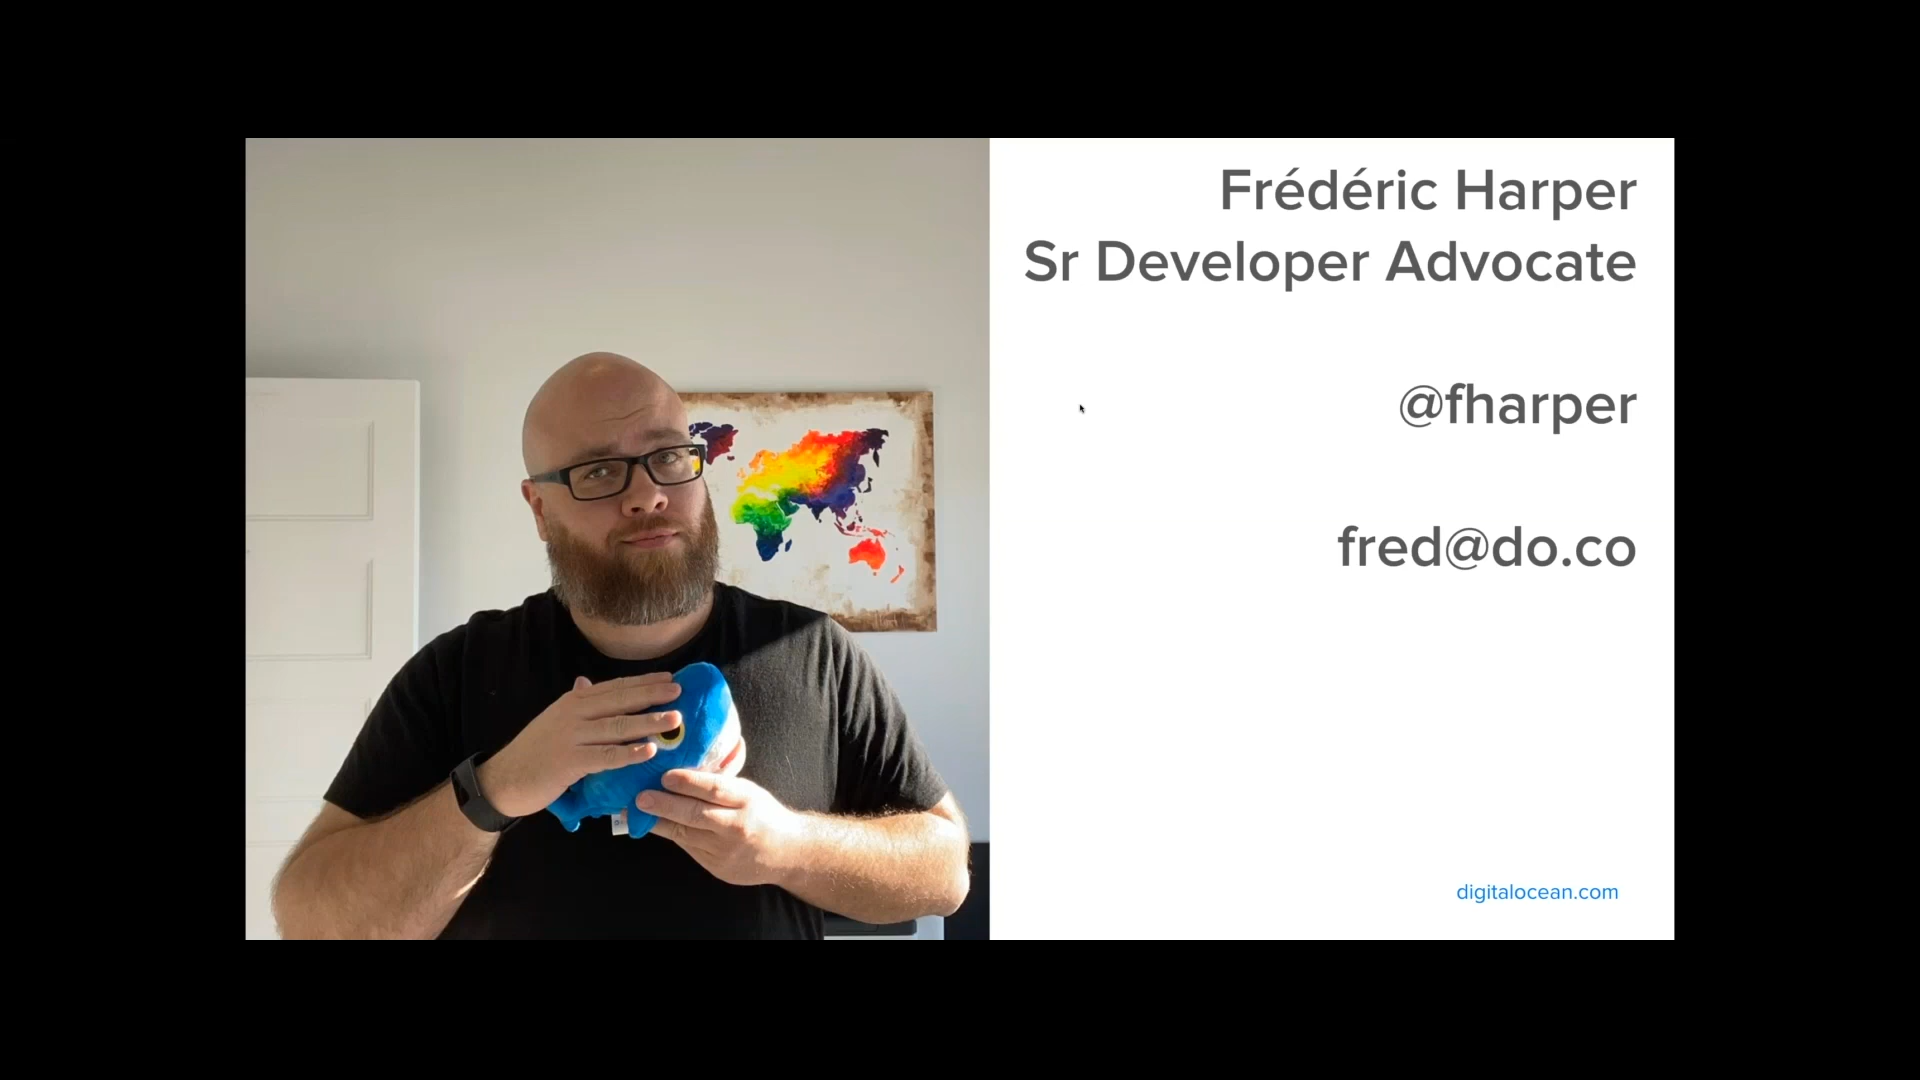 Frédéric Harper
Sr Developer Advocate
@fharper
fred@do.co
digitalocean.com